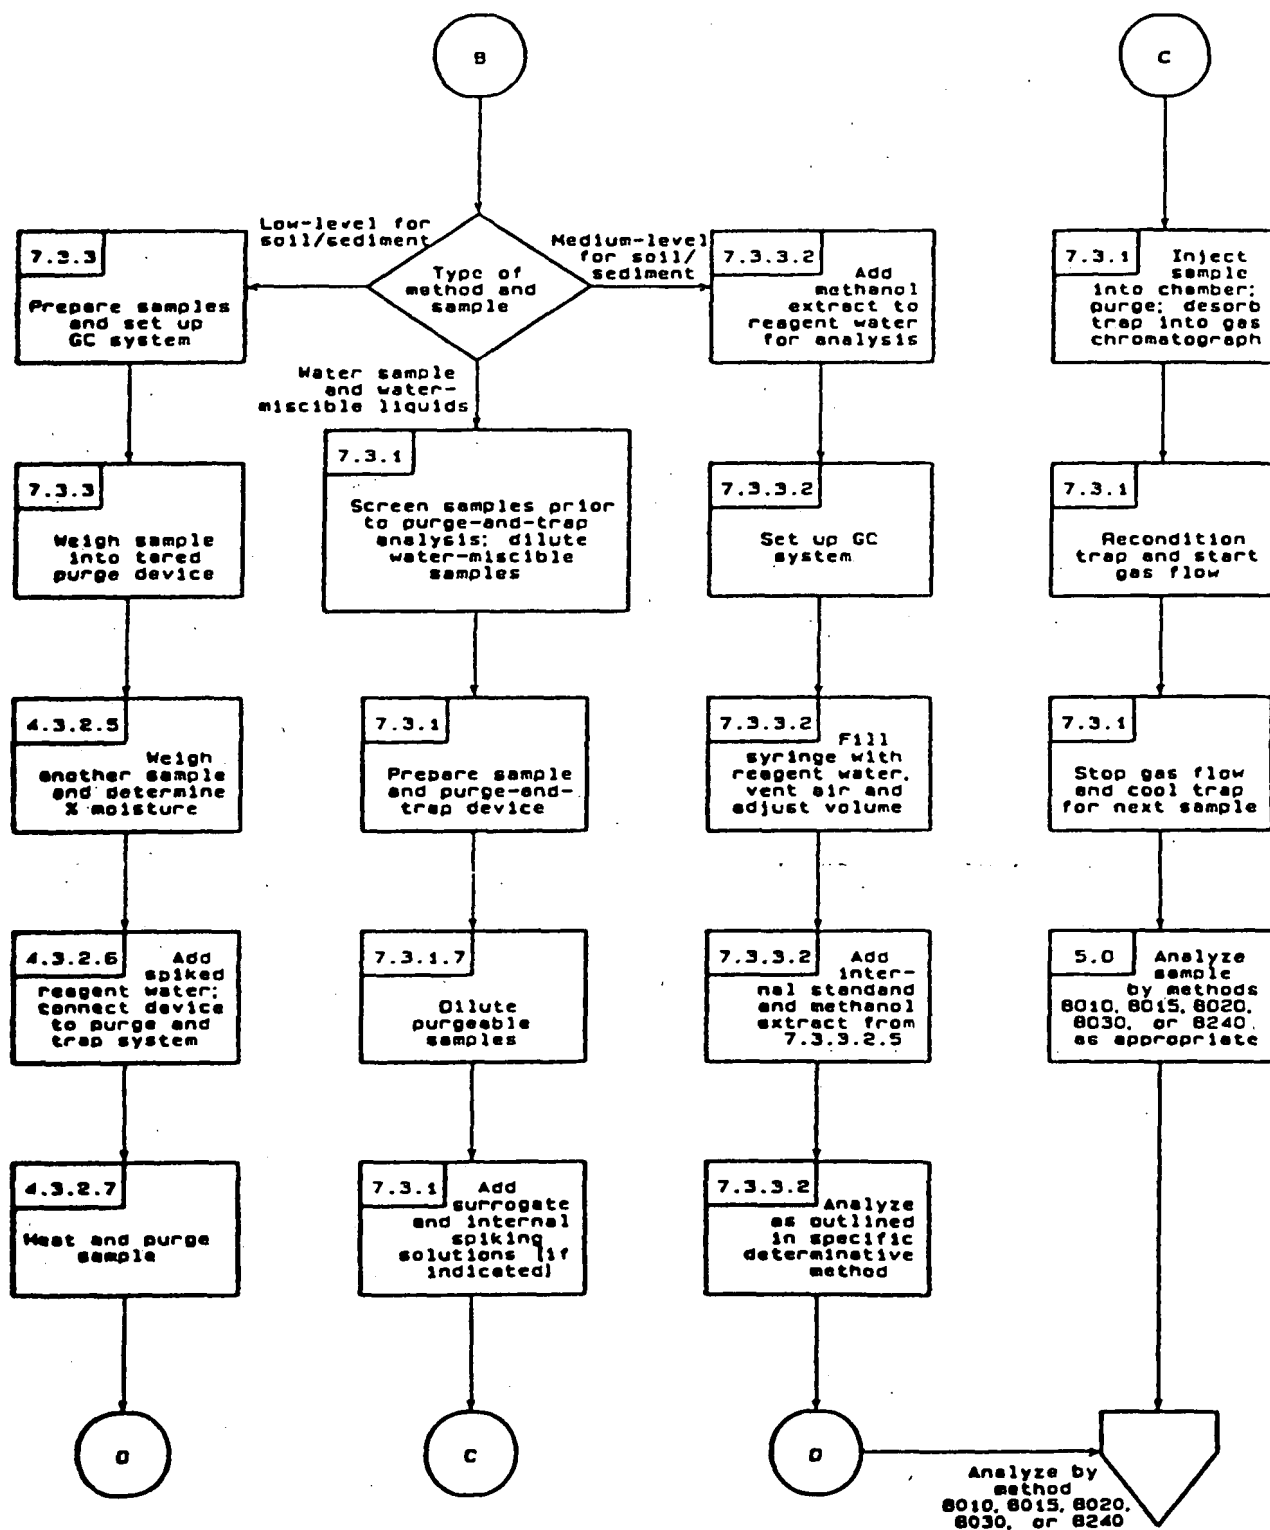 B
C
Low-level for
soil/sediment
Type of
method and
sample
Medium-level
for soil/
sediment
Water sample
and water-
miscible liquids
7.3.3
Prepare samples
and set up
GC system
7.3.3
Weigh sample
into tared
purge device
4.3.2.5
Weigh
another sample
and determine
% moisture
4.3.2.6
Add
spiked
reagent water;
connect device
to purge and
trap system
4.3.2.7
Heat and purge
sample
D
7.3.1
Screen samples prior
to purge-and-trap
analysis; dilute
water-miscible
samples
7.3.1
Prepare sample
and purge-and-
trap device
7.3.1.7
Dilute
purgeable
samples
7.3.1
Add
surrogate
and internal
spiking
solutions (if
indicated)
C
7.3.3.2
Add
methanol
extract to
reagent water
for analysis
7.3.3.2
Set up GC
system
7.3.3.2
Fill
syringe with
reagent water,
vent air and
adjust volume
7.3.3.2
Add
inter-
nal standard
and methanol
extract from
7.3.3.2.5
7.3.3.2
Analyze
as outlined
in specific
determinative
method
D
Analyze by
method
8010, 8015, 8020,
8030, or 8240
7.3.1
Inject
sample
into chamber;
purge; desorb
trap into gas
chromatograph
7.3.1
Recondition
trap and start
gas flow
7.3.1
Stop gas flow
and cool trap
for next sample
5.0
Analyze
sample
by methods
8010, 8015, 8020,
8030, or 8240,
as appropriate